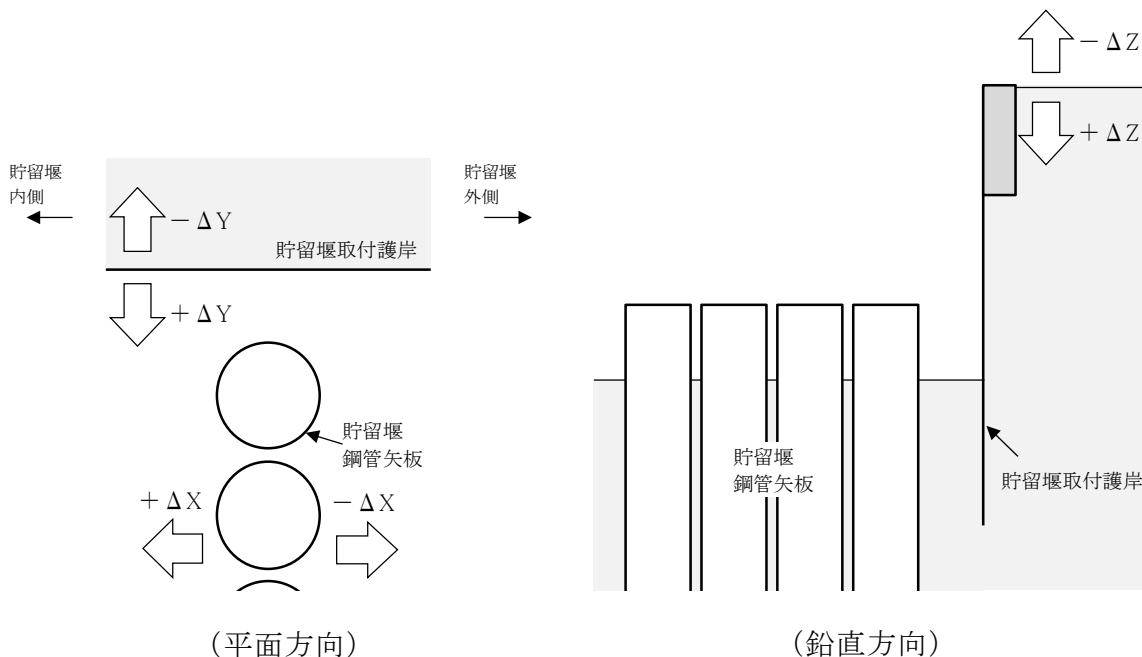 －ΔZ
＋ΔZ
貯留堰
内側
貯留堰
外側
－ΔY
貯留堰取付護岸
＋ΔY
貯留堰
鋼管矢板
＋ΔX
－ΔX
貯留堰
鋼管矢板
貯留堰取付護岸
（平面方向）
（鉛直方向）